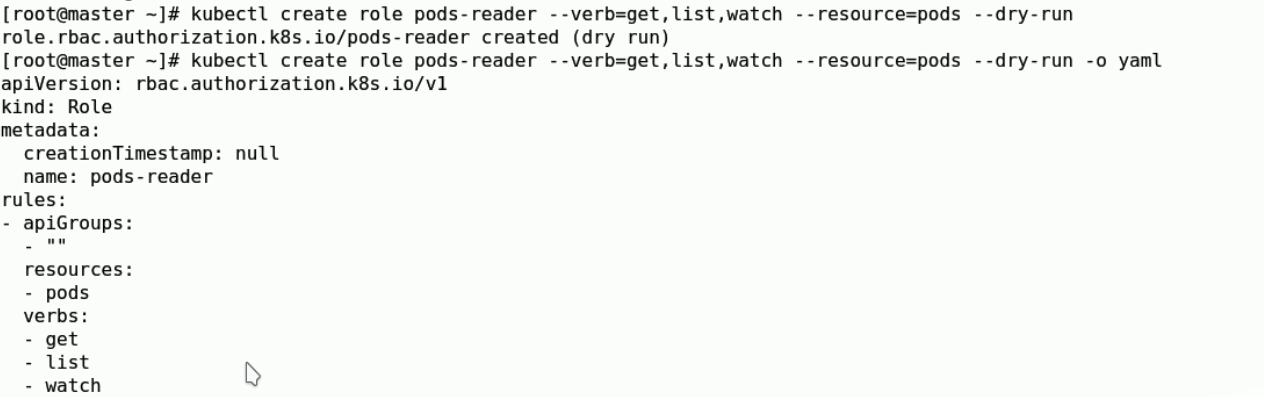 [root@master ~]# kubectl create role pods-reader --verb=get,list,watch --resource=pods --dry-run
role.rbac.authorization.k8s.io/pods-reader created (dry run)
[root@master ~]# kubectl create role pods-reader --verb=get,list,watch --resource=pods --dry-run -o yaml
apiVersion: rbac.authorization.k8s.io/v1
kind: Role
metadata:
  creationTimestamp: null
  name: pods-reader
rules:
- apiGroups:
  - ""
  resources:
  - pods
  verbs:
  - get
  - list
  - watch